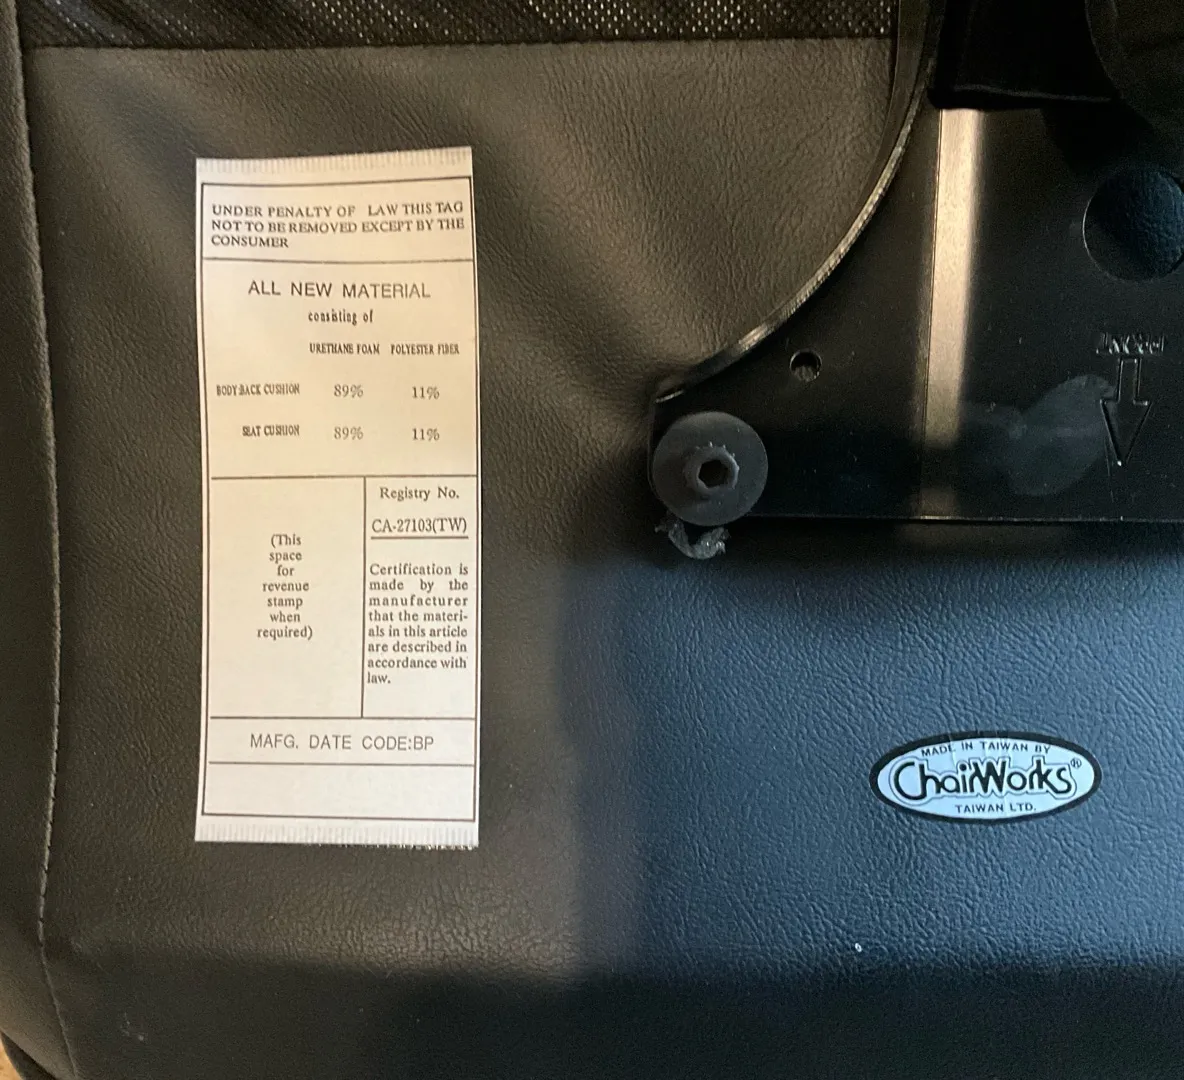 UNDER PENALTY OF LAW THIS TAG
NOT TO BE REMOVED EXCEPT BY THE
CONSUMER
ALL NEW MATERIAL
consisting of
URETHANE FOAM POLYESTER FIBER
BODY BACK CUSHION 89% 11%
SEAT CUSHION 89% 11%
(This
space
for
revenue
stamp
when
required)
Registry No.
CA-27103(TW)
Certification is
made by the
manufacturer
that the materi-
als in this article
are described in
accordance with
law.
MAFG. DATE CODE:BP
MADE IN TAIWAN BY
ChairWorks®
TAIWAN LTD.